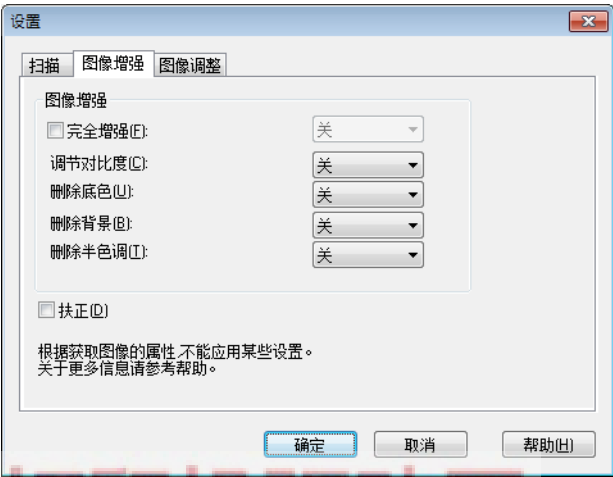 设置
扫描 图像增强 图像调整
图像增强
完全增强(F): 关
调节对比度(C): 关
删除底色(U): 关
删除背景(B): 关
删除半色调(T): 关
扶正(D)
根据获取图像的属性,不能应用某些设置。
关于更多信息请参考帮助。
确定 取消 帮助(H)